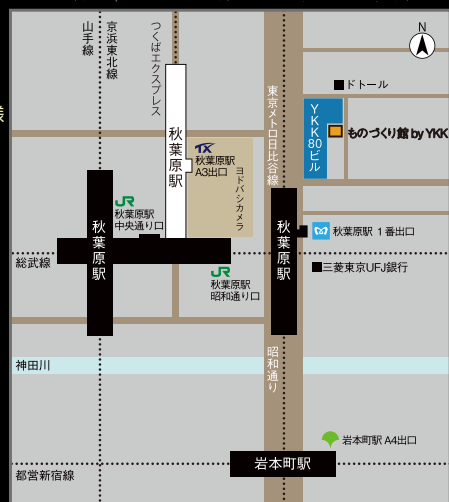 N
山手線
京浜東北線
つくばエクスプレス
ドトール
東京メトロ日比谷線
YKK80ビル
ものづくり館 by YKK
秋葉原駅
TX
秋葉原駅
A3出口
ヨドバシカメラ
JR
秋葉原駅
中央通り口
秋葉原駅
秋葉原駅
秋葉原駅 1番出口
総武線
JR
秋葉原駅
昭和通り口
三菱東京UFJ銀行
昭和通り
神田川
岩本町駅 A4出口
岩本町駅
都営新宿線